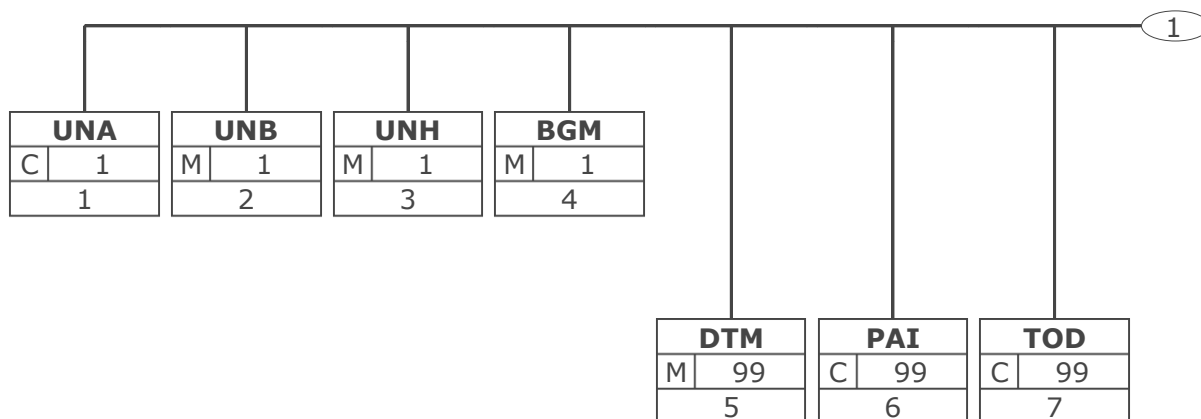 1
UNA UNB UNH BGM
C 1 M 1 M 1 M 1
1 2 3 4
DTM PAI TOD
M 99 C 99 C 99
5 6 7